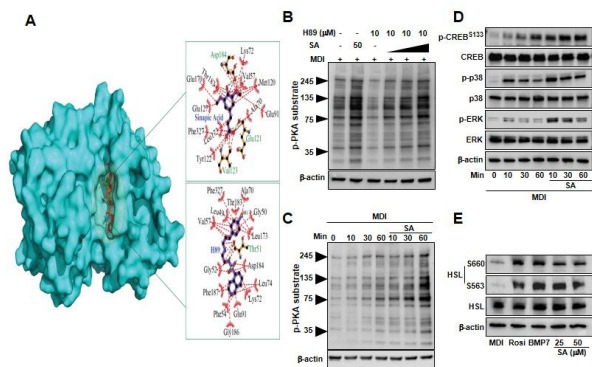 A
Lys72
Asp184
Val57
Met120
Glu170
Glu91
Glu127
Phe327
Sinapic Acid
Glu121
Tyr122
Val123
Phe327
Ala70
Thr183
Gly50
Val57
Leu173
H89
Thr51
Gly52
Asp184
Phe187
Leu74
Lys72
Phe54
Glu91
Gly186
B
H89 (μM) - - 10 10 10 10
SA - 50 -
MDI + + + + + +
245
135
75
35
p-PKA substrate
β-actin
C
MDI
SA
Min 0 10 30 60 10 30 60
245
135
75
35
p-PKA substrate
β-actin
D
p-CREBS133
CREB
p-p38
p38
p-ERK
ERK
β-actin
Min 0 10 30 60 10 30 60
SA
MDI
E
HSL
S660
S563
HSL
β-actin
MDI Rosi BMP7 25 50
SA (μM)